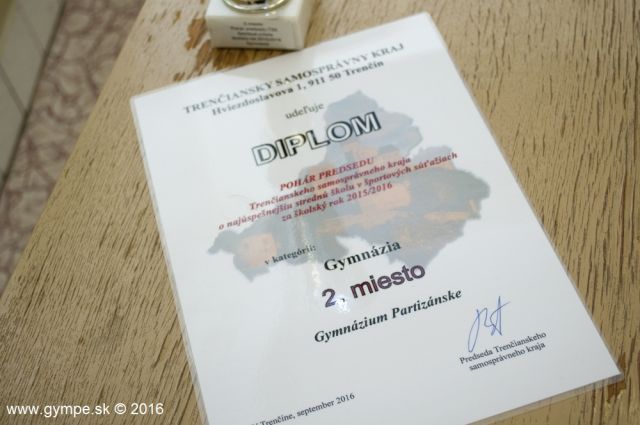 TRENČIANSKY SAMOSPRÁVNY KRAJ
Hviezdoslavova 1, 911 50 Trenčín
udeľuje
DIPLOM
POHÁR PREDSEDU
Trenčianskeho samosprávneho kraja
o najúspešnejšiu strednú školu v športových súťažiach
za školský rok 2015/2016
v kategórii:
Gymnázia
2. miesto
Gymnázium Partizánske
Predseda Trenčianskeho
samosprávneho kraja
V Trenčíne, september 2016
www.gympe.sk © 2016